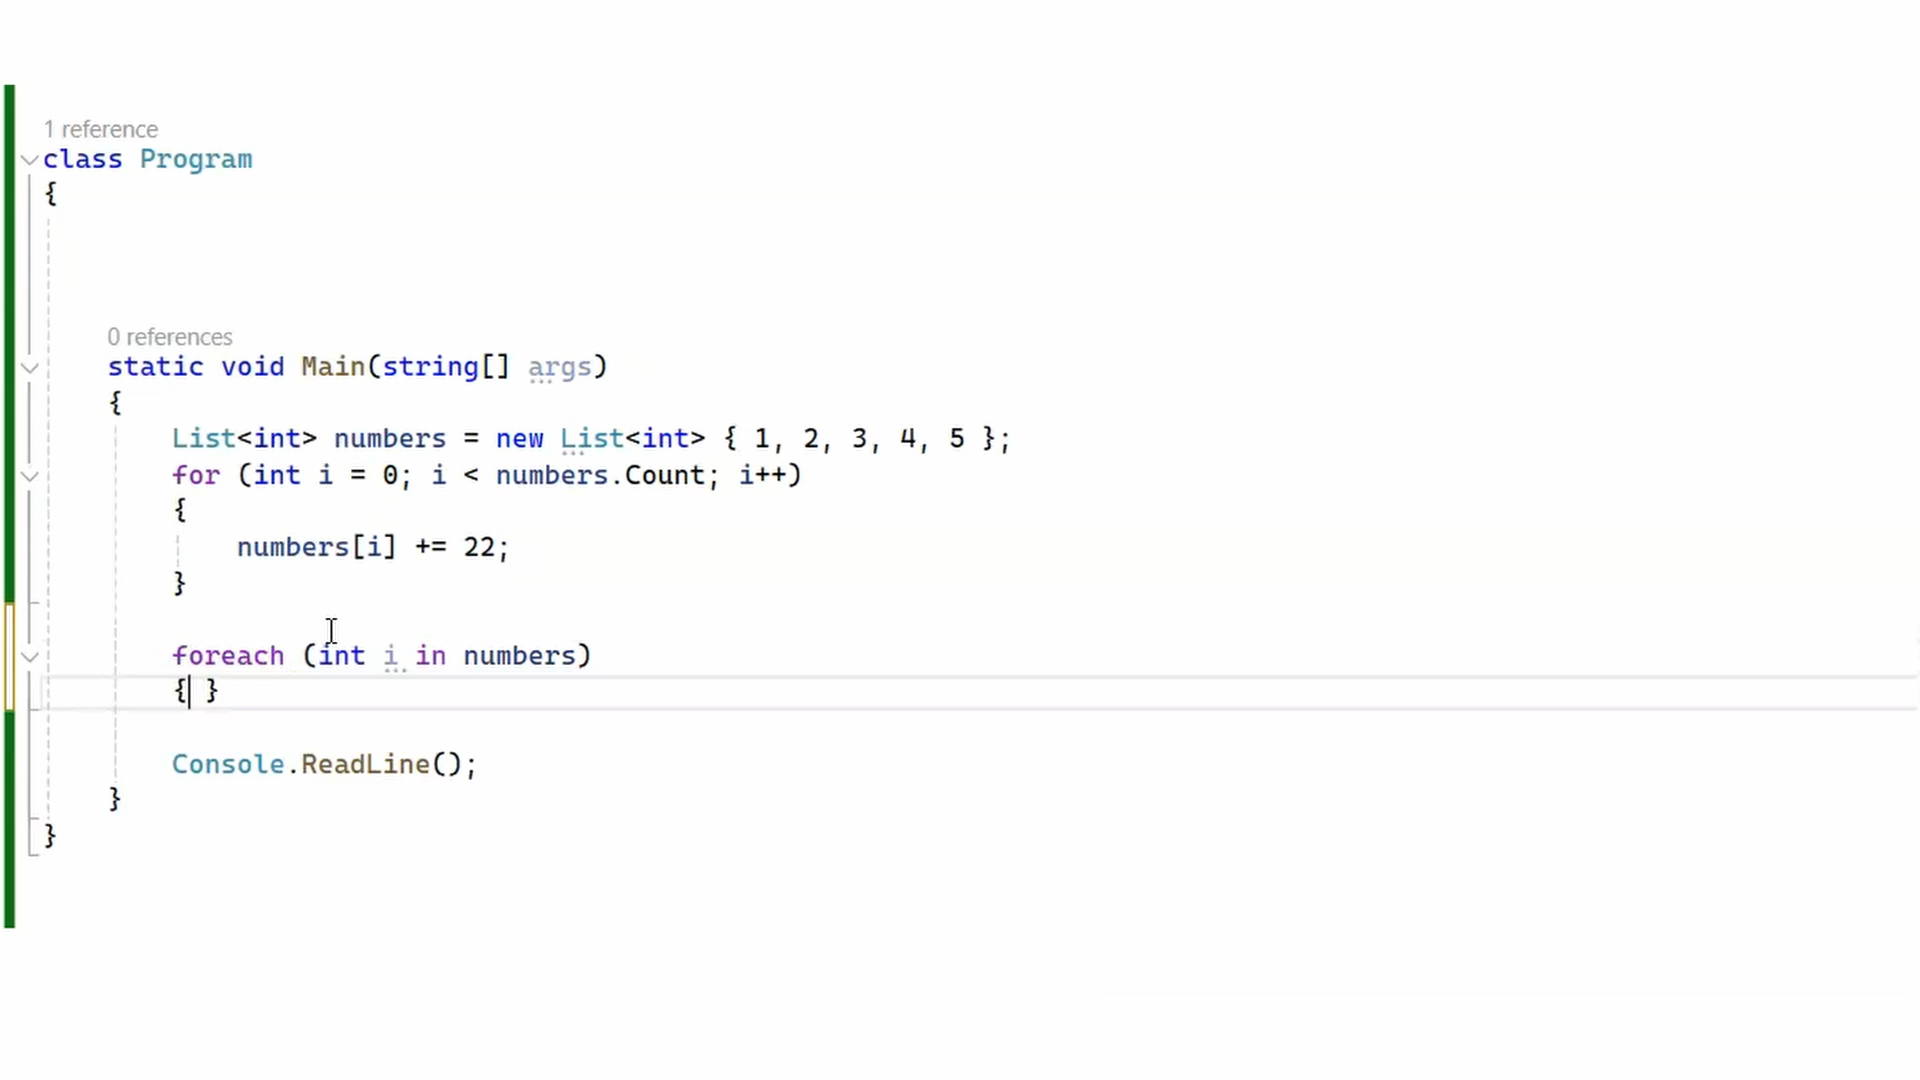 1 reference
class Program
{
0 references
static void Main(string[] args)
{
List<int> numbers = new List<int> { 1, 2, 3, 4, 5 };
for (int i = 0; i < numbers.Count; i++)
{
numbers[i] += 22;
}
foreach (int i in numbers)
{ }
Console.ReadLine();
}
}